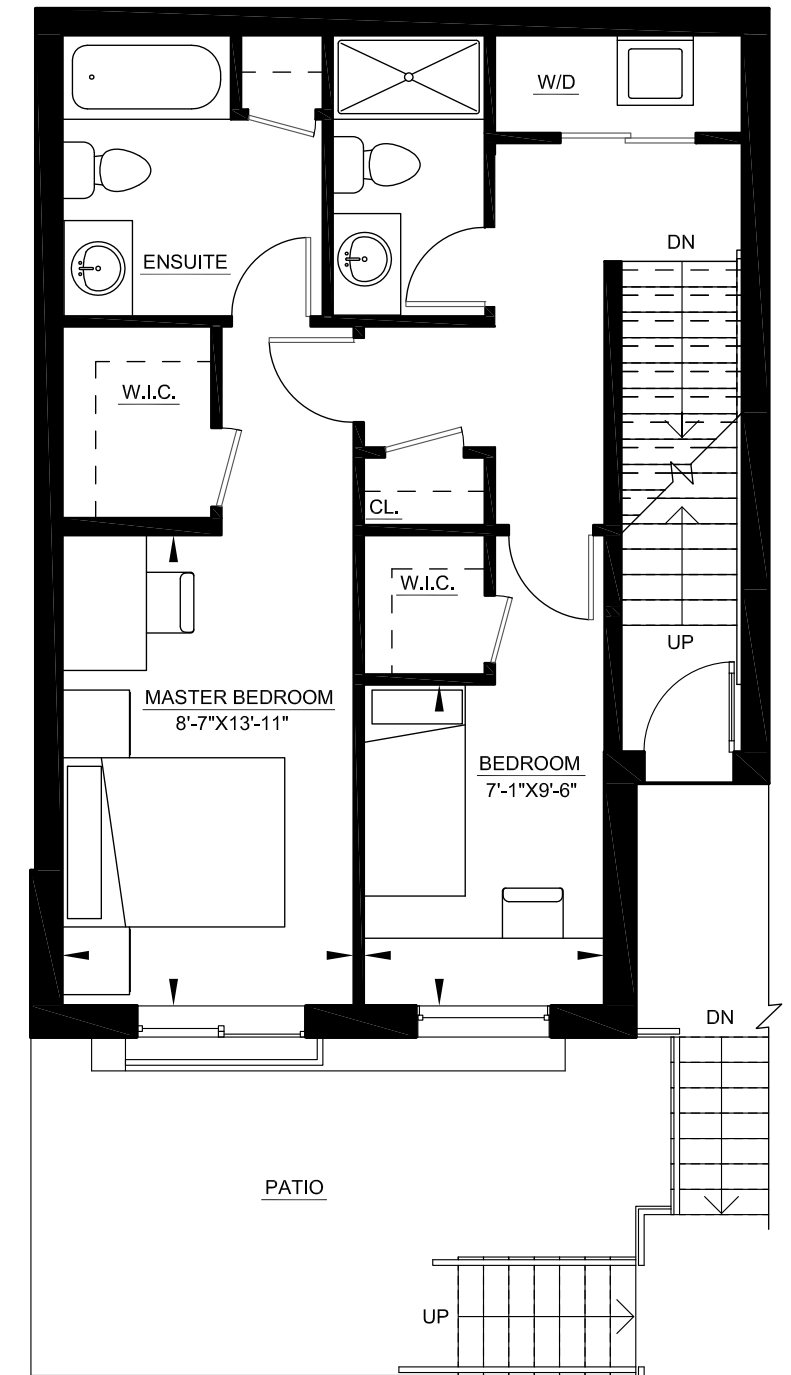 W/D
DN
ENSUITE
W.I.C.
CL.
W.I.C.
UP
MASTER BEDROOM
8'-7"X13'-11"
BEDROOM
7'-1"X9'-6"
DN
PATIO
UP